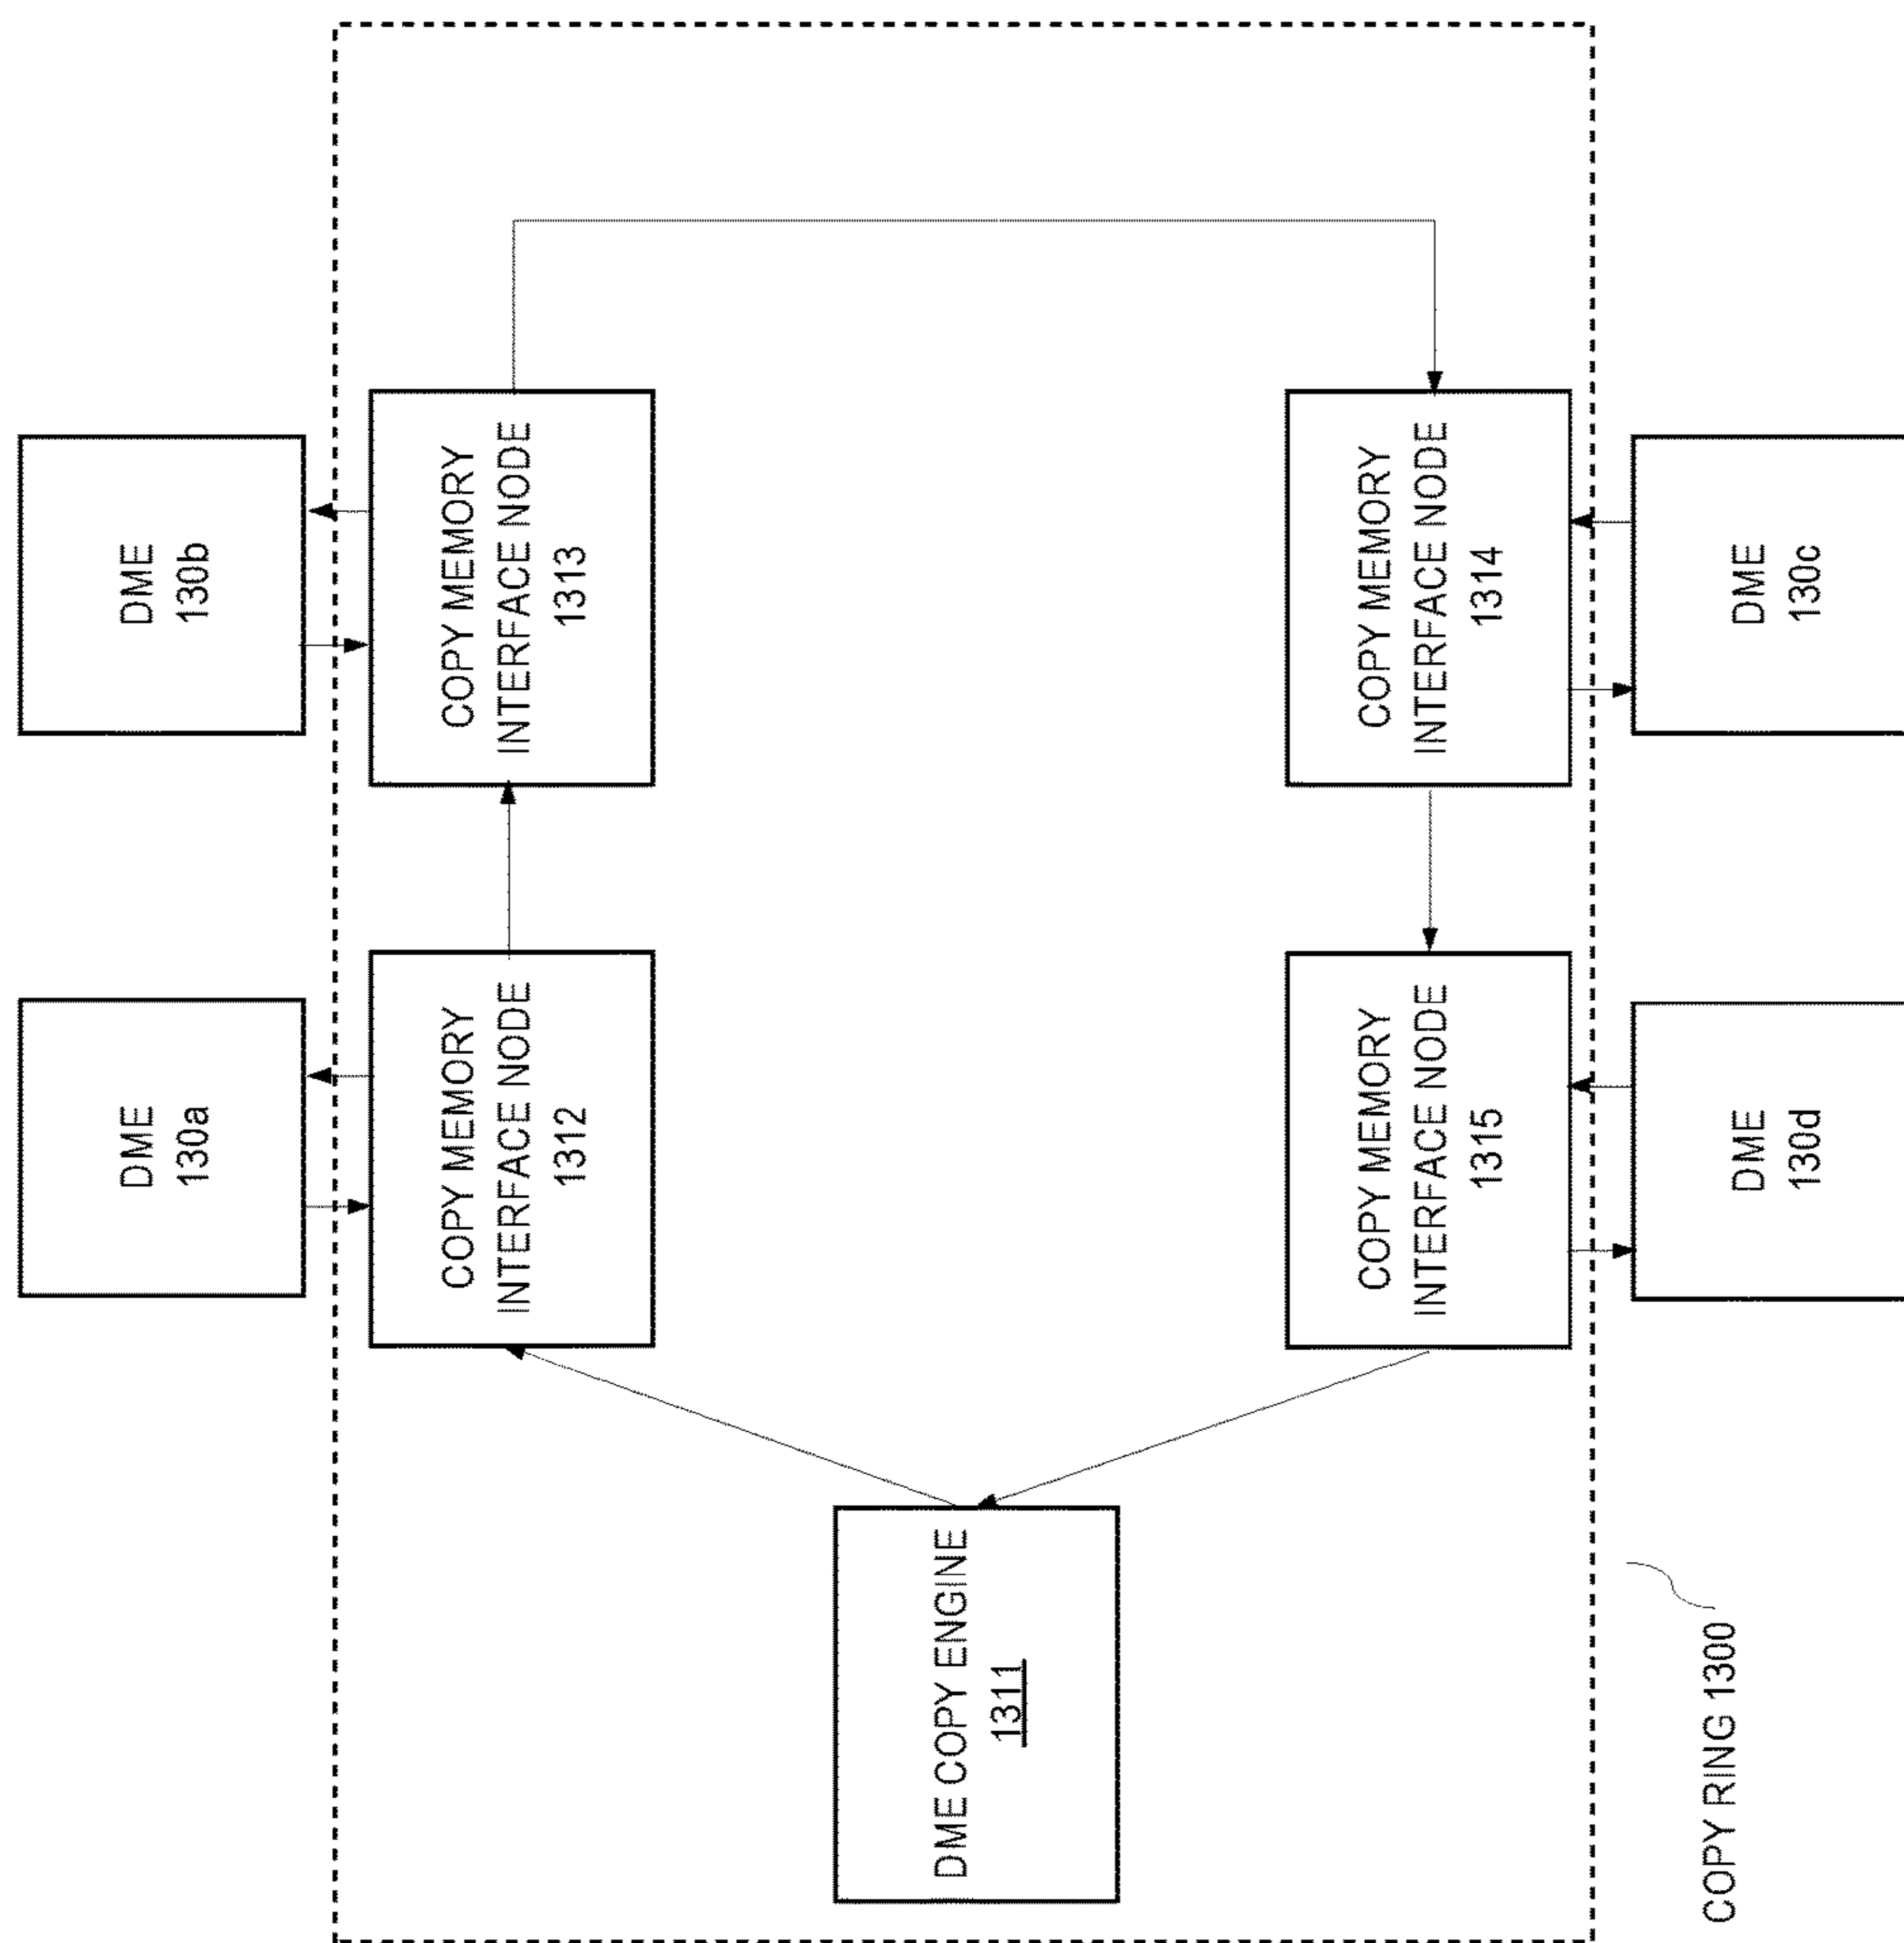 DME
130a
DME
130b
COPY MEMORY
INTERFACE NODE
1312
COPY MEMORY
INTERFACE NODE
1313
DME COPY ENGINE
1311
COPY MEMORY
INTERFACE NODE
1315
COPY MEMORY
INTERFACE NODE
1314
COPY RING 1300
DME
130d
DME
130c